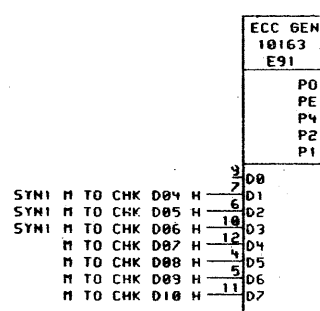 ECC GEN
10163
E91
P0
PE
P4
P2
P1
9 D0
SYN1 M TO CHK D04 H 7 D1
SYN1 M TO CHK D05 H 6 D2
SYN1 M TO CHK D06 H 10 D3
M TO CHK D07 H 12 D4
M TO CHK D08 H 4 D5
M TO CHK D09 H 5 D6
M TO CHK D10 H 11 D7